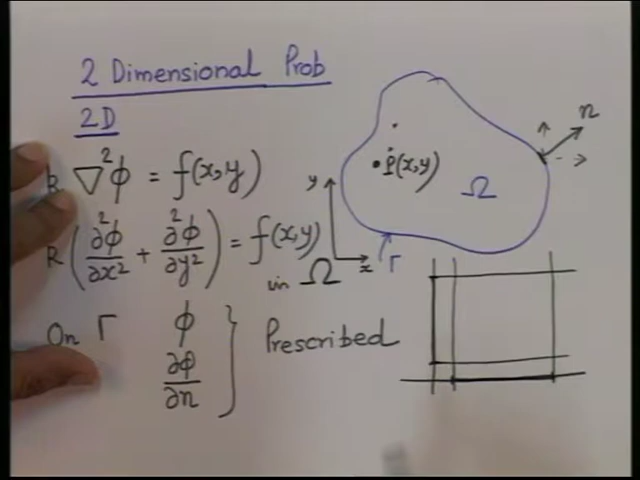 2 Dimensional Prob
2D
k ∇²φ = f(x,y)
k (∂²φ/∂x² + ∂²φ/∂y²) = f(x,y)
in Ω
On Γ φ
∂φ/∂n } Prescribed
n
P(x,y)
Ω
y
x
Γ